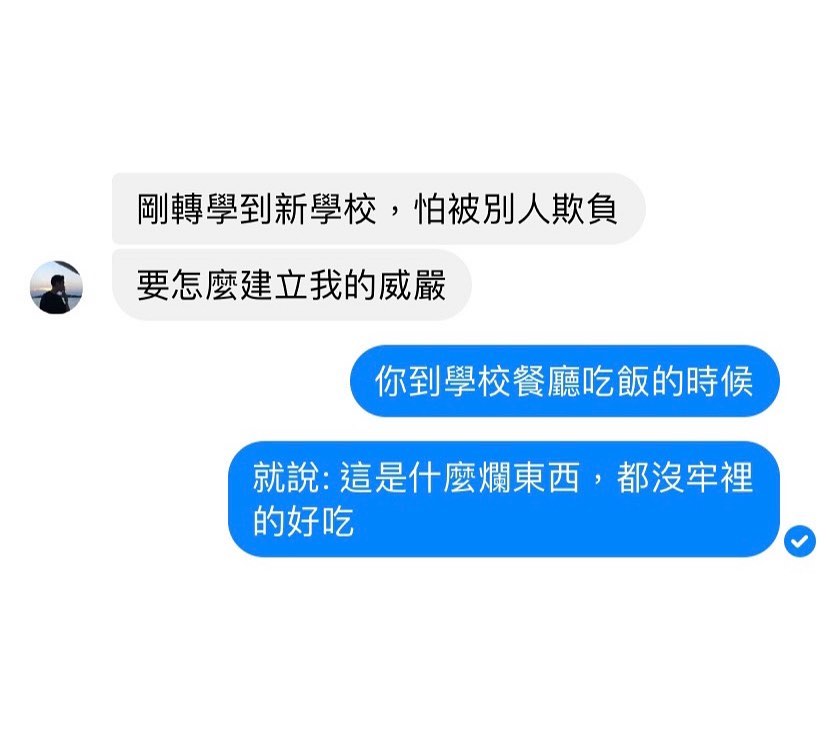 剛轉學到新學校，怕被別人欺負
要怎麼建立我的威嚴
你到學校餐廳吃飯的時候
就說: 這是什麼爛東西，都沒牢裡
的好吃